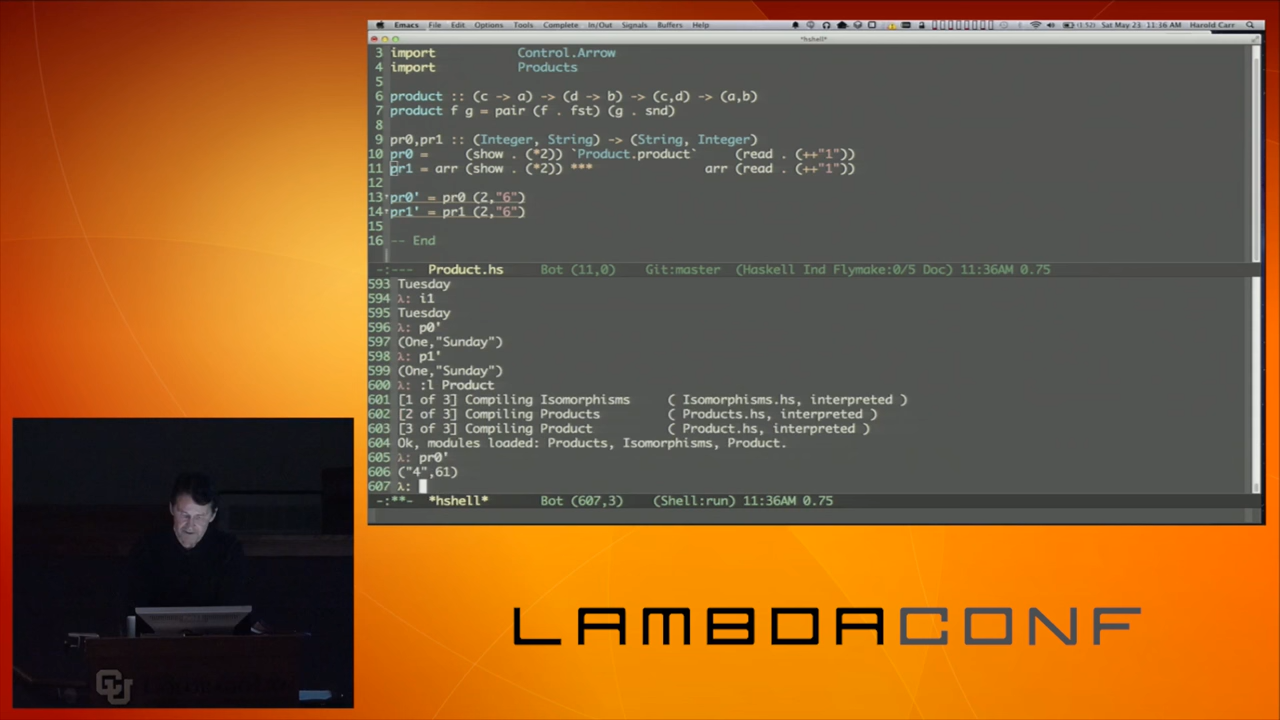 Emacs File Edit Options Tools Complete In/Out Signals Buffers Help (1:52) Sat May 23 11:36 AM Harold Carr
*hshell*
3 import Control.Arrow
4 import Products
5
6 product :: (c -> a) -> (d -> b) -> (c,d) -> (a,b)
7 product f g = pair (f . fst) (g . snd)
8
9 pr0,pr1 :: (Integer, String) -> (String, Integer)
10 pr0 = (show . (*2)) `Product.product` (read . (++"1"))
11 pr1 = arr (show . (*2)) *** arr (read . (++"1"))
12
13 pr0' = pr0 (2,"6")
14 pr1' = pr1 (2,"6")
15
16 -- End
-:--- Product.hs Bot (11,0) Git:master (Haskell Ind Flymake:0/5 Doc) 11:36AM 0.75
593 Tuesday
594 λ: i1
595 Tuesday
596 λ: p0'
597 (One,"Sunday")
598 λ: p1'
599 (One,"Sunday")
600 λ: :l Product
601 [1 of 3] Compiling Isomorphisms ( Isomorphisms.hs, interpreted )
602 [2 of 3] Compiling Products ( Products.hs, interpreted )
603 [3 of 3] Compiling Product ( Product.hs, interpreted )
604 Ok, modules loaded: Products, Isomorphisms, Product.
605 λ: pr0'
606 ("4",61)
607 λ:
-:**- *hshell* Bot (607,3) (Shell:run) 11:36AM 0.75
LAMBDACONF
CU